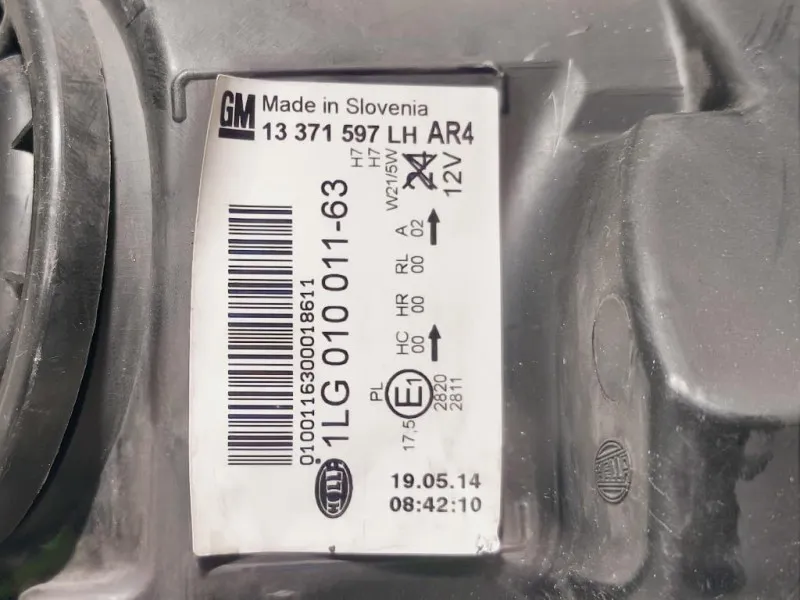 GM Made in Slovenia
13 371 597 LH AR4
H7
H7
W21/5W
24
12V
0100116300018611
1LG 010 011-63
HC HR RL A
00 00 00 02
PL
17,5 E1 2820
2811
HELLA
19.05.14
08:42:10